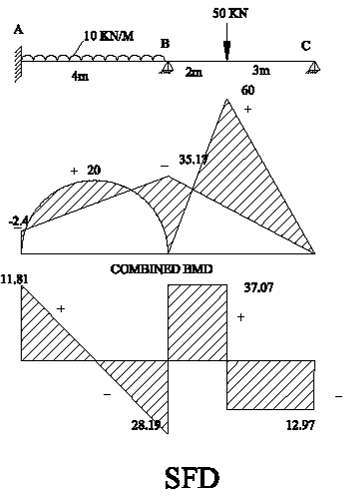 50 KN
A
10 KN/M
B
C
4m
2m
3m
60
+
+ 20
–
35.17
-2.4
COMBINED BMD
11.81
37.07
+
+
–
–
28.19
12.97
SFD